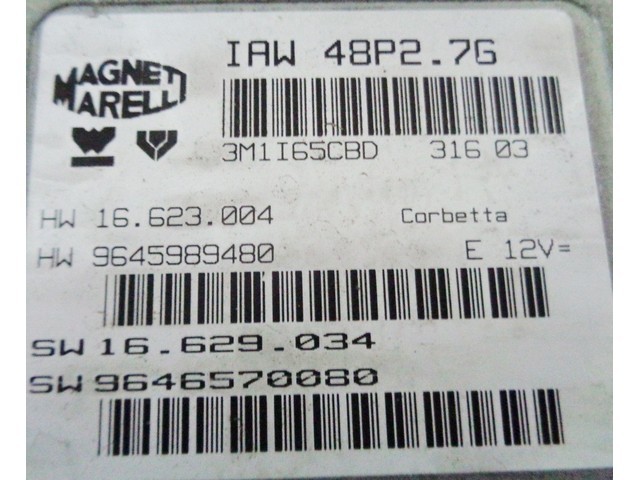 IAW 48P2.7G
MAGNETI
MARELLI
3M1I65CBD 316 03
HW 16.623.004 Corbetta
HW 9645989480 E 12V=
SW 16.629.034
SW 9646570080